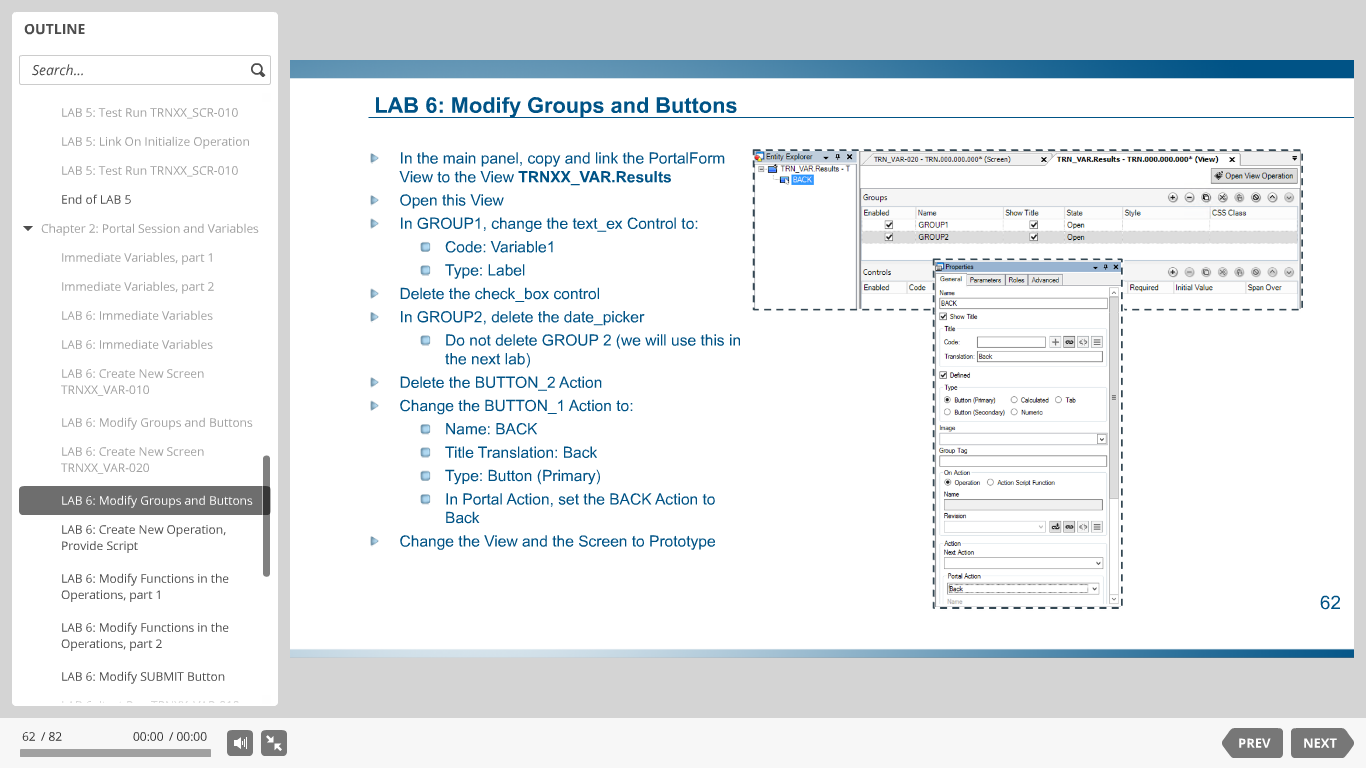 OUTLINE
Search...
LAB 5: Test Run TRNXX_SCR-010
LAB 5: Link On Initialize Operation
LAB 5: Test Run TRNXX_SCR-010
End of LAB 5
Chapter 2: Portal Session and Variables
Immediate Variables, part 1
Immediate Variables, part 2
LAB 6: Immediate Variables
LAB 6: Immediate Variables
LAB 6: Create New Screen
TRNXX_VAR-010
LAB 6: Modify Groups and Buttons
LAB 6: Create New Screen
TRNXX_VAR-020
LAB 6: Modify Groups and Buttons
LAB 6: Create New Operation,
Provide Script
LAB 6: Modify Functions in the
Operations, part 1
LAB 6: Modify Functions in the
Operations, part 2
LAB 6: Modify SUBMIT Button
LAB 6: Modify Groups and Buttons
In the main panel, copy and link the PortalForm
View to the View TRNXX_VAR.Results
Open this View
In GROUP1, change the text_ex Control to:
Code: Variable1
Type: Label
Delete the check_box control
In GROUP2, delete the date_picker
Do not delete GROUP 2 (we will use this in
the next lab)
Delete the BUTTON_2 Action
Change the BUTTON_1 Action to:
Name: BACK
Title Translation: Back
Type: Button (Primary)
In Portal Action, set the BACK Action to
Back
Change the View and the Screen to Prototype
Entity Explorer
TRN_VAR.Results - T
BACK
TRN_VAR-020 - TRN.000.000.000* (Screen) TRN_VAR.Results - TRN.000.000.000* (View)
Open View Operation
Groups
Enabled Name Show Title State Style CSS Class
GROUP1 Open
GROUP2 Open
Controls
Enabled Code Required Initial Value Span Over
Properties
General Parameters Roles Advanced
Name:
BACK
Show Title
Title
Code:
Translation: Back
Defined
Type
Button (Primary) Calculated Tab
Button (Secondary) Numeric
Image
Group Tag
On Action
Operation Action Script Function
Name
Revision
Action
Next Action
Portal Action
Back
Name
62
62 / 82 00:00 / 00:00
PREV NEXT